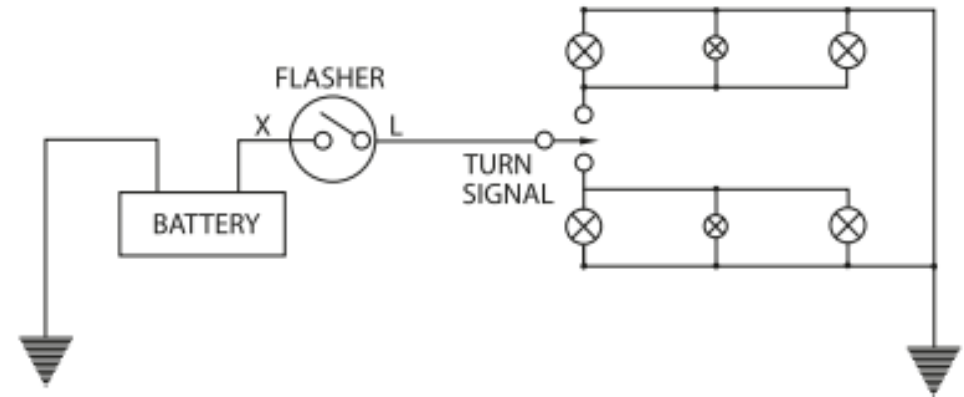 FLASHER
X
L
TURN
SIGNAL
BATTERY